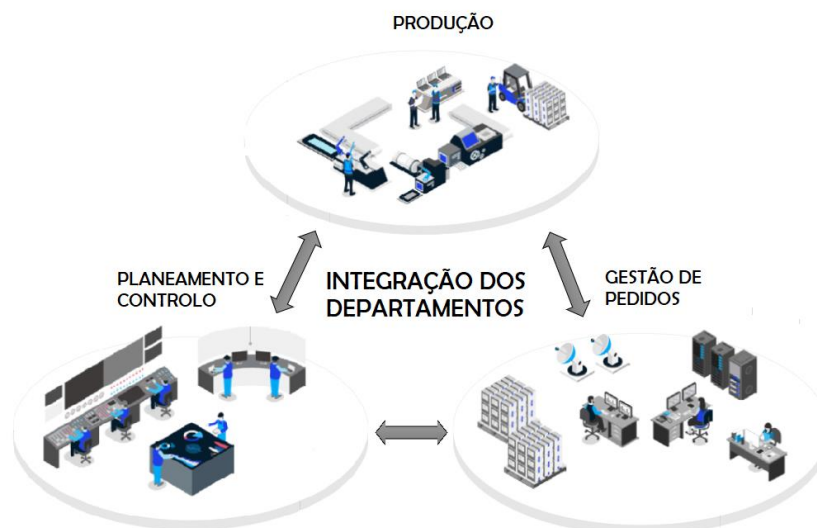 PRODUÇÃO
PLANEAMENTO E
CONTROLO
INTEGRAÇÃO DOS
DEPARTAMENTOS
GESTÃO DE
PEDIDOS